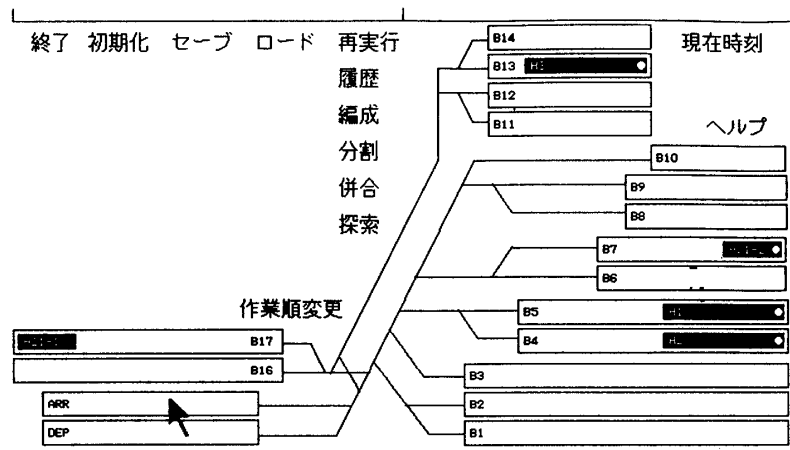 終了 初期化 セーブ ロード 再実行 現在時刻
履歴
編成
分割
併合
探索
ヘルプ
作業順変更
B14
B13
B12
B11
B10
B9
B8
B7
B6
B5
B4
B3
B2
B1
B17
B16
ARR
DEP